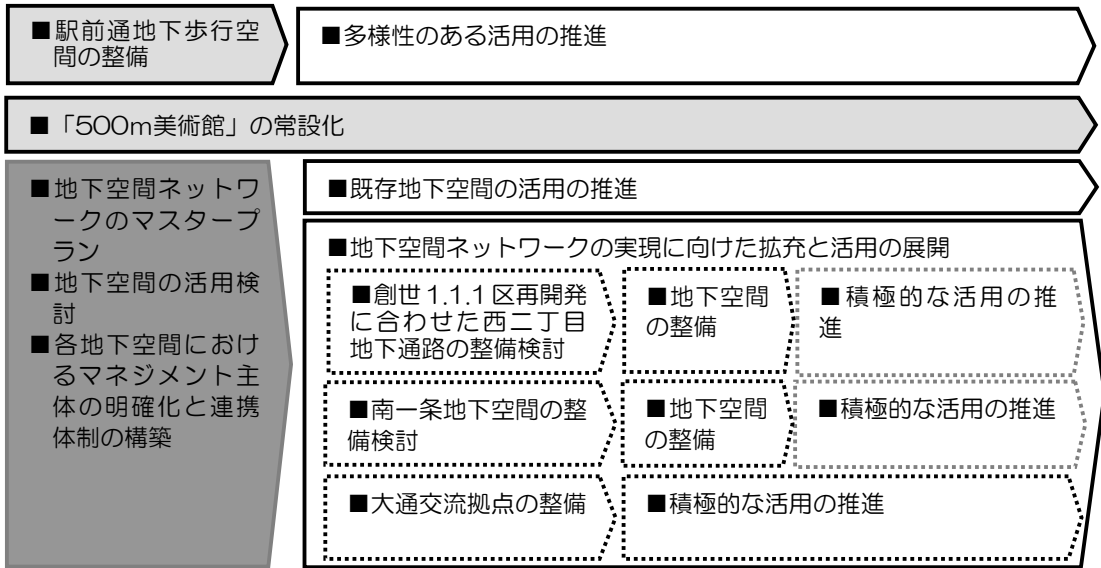 ■駅前通地下歩行空
間の整備
■多様性のある活用の推進
■「500m美術館」の常設化
■地下空間ネットワ
ークのマスタープ
ラン
■地下空間の活用検
討
■各地下空間におけ
るマネジメント主
体の明確化と連携
体制の構築
■既存地下空間の活用の推進
■地下空間ネットワークの実現に向けた拡充と活用の展開
■創世1.1.1区再開発
に合わせた西二丁目
地下通路の整備検討
■地下空間
の整備
■積極的な活用の推
進
■南一条地下空間の整
備検討
■地下空間
の整備
■積極的な活用の推進
■大通交流拠点の整備
■積極的な活用の推進